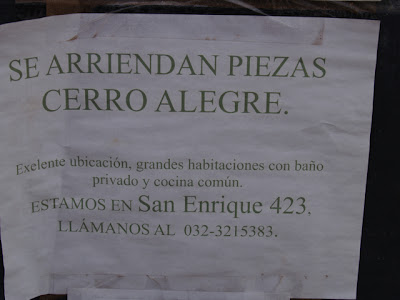 SE ARRIENDAN PIEZAS
CERRO ALEGRE.
Exelente ubicación, grandes habitaciones con baño
privado y cocina común.
ESTAMOS EN San Enrique 423,
LLÁMANOS AL 032-3215383.